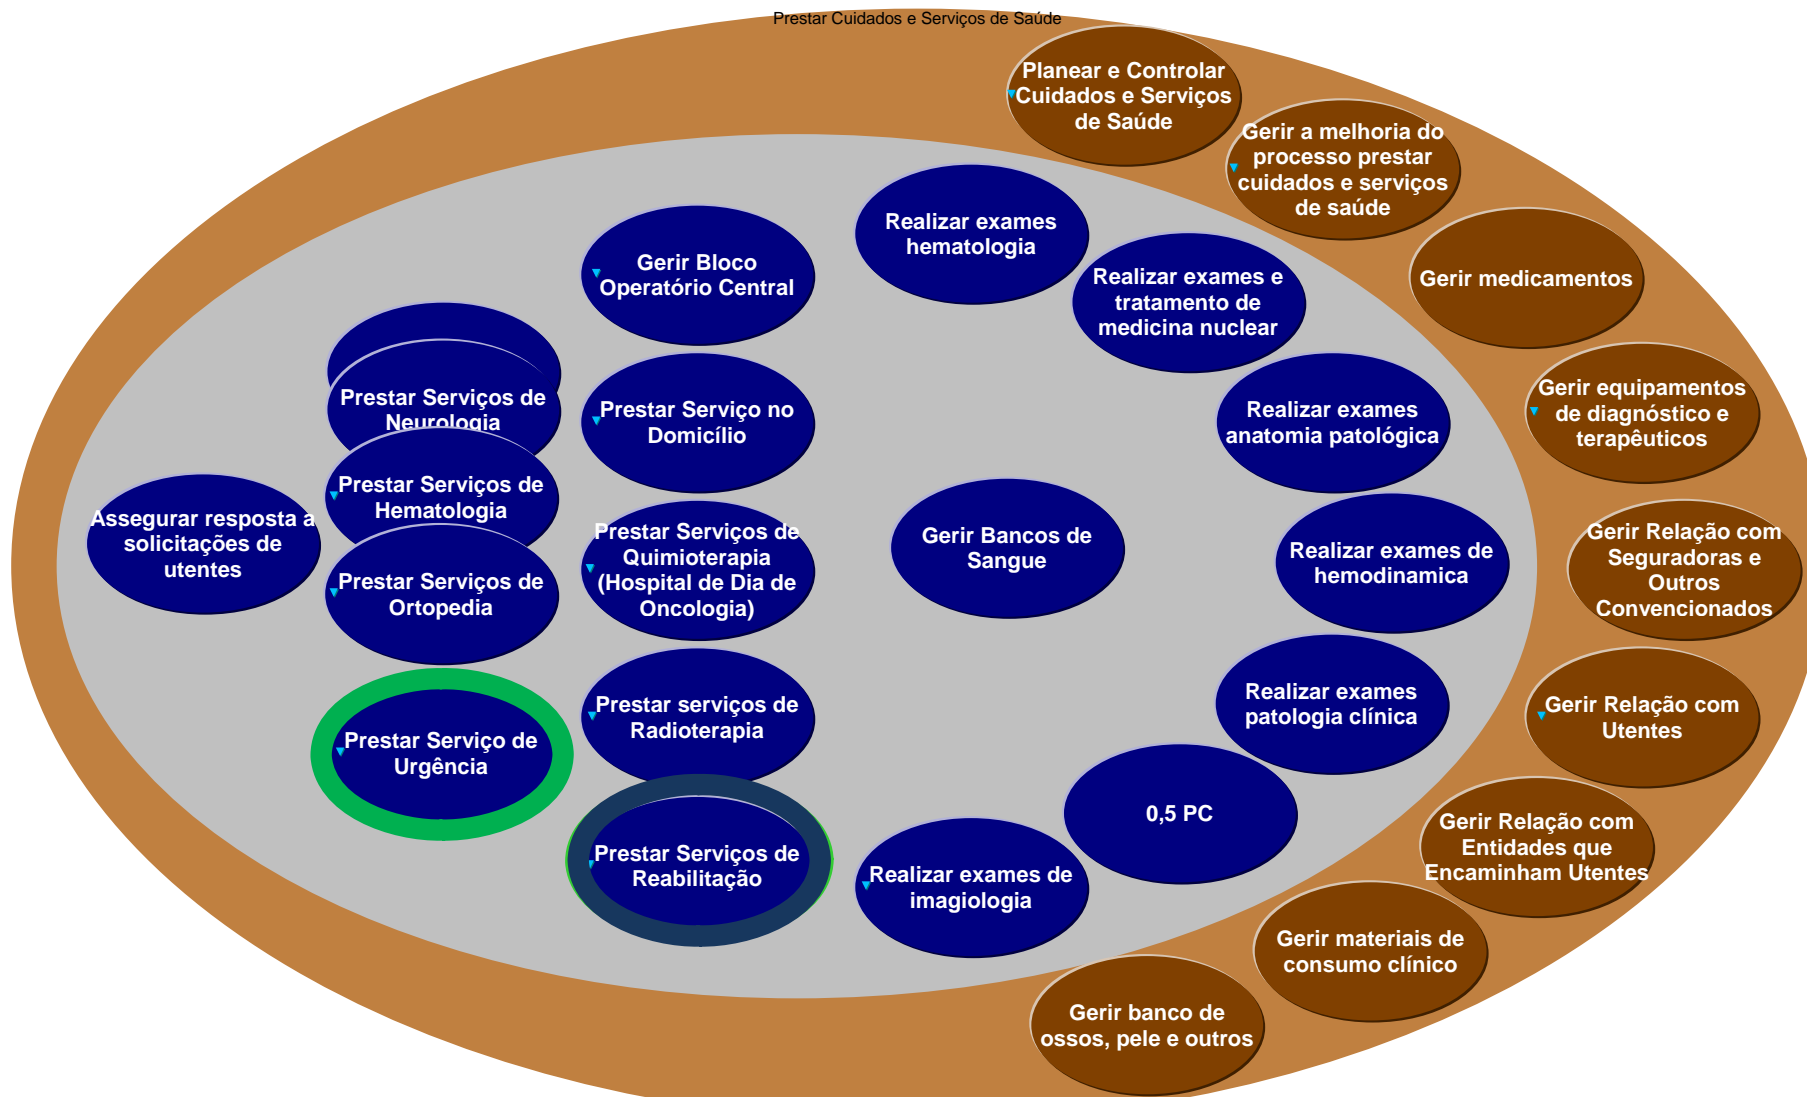 Prestar Cuidados e Serviços de Saúde
Planear e Controlar
Cuidados e Serviços
de Saúde
Gerir a melhoria do
processo prestar
cuidados e serviços
de saúde
Gerir medicamentos
Gerir equipamentos
de diagnóstico e
terapêuticos
Gerir Relação com
Seguradoras e
Outros
Convencionados
Gerir Relação com
Utentes
Gerir Relação com
Entidades que
Encaminham Utentes
Gerir materiais de
consumo clínico
Gerir banco de
ossos, pele e outros
Assegurar resposta a
solicitações de
utentes
Prestar Serviços de
Neurologia
Prestar Serviços de
Hematologia
Prestar Serviços de
Ortopedia
Prestar Serviço de
Urgência
Gerir Bloco
Operatório Central
Prestar Serviço no
Domicílio
Prestar Serviços de
Quimioterapia
(Hospital de Dia de
Oncologia)
Prestar serviços de
Radioterapia
Prestar Serviços de
Reabilitação
Realizar exames
hematologia
Realizar exames e
tratamento de
medicina nuclear
Realizar exames
anatomia patológica
Gerir Bancos de
Sangue
Realizar exames de
hemodinamica
Realizar exames
patologia clínica
0,5 PC
Realizar exames de
imagiologia